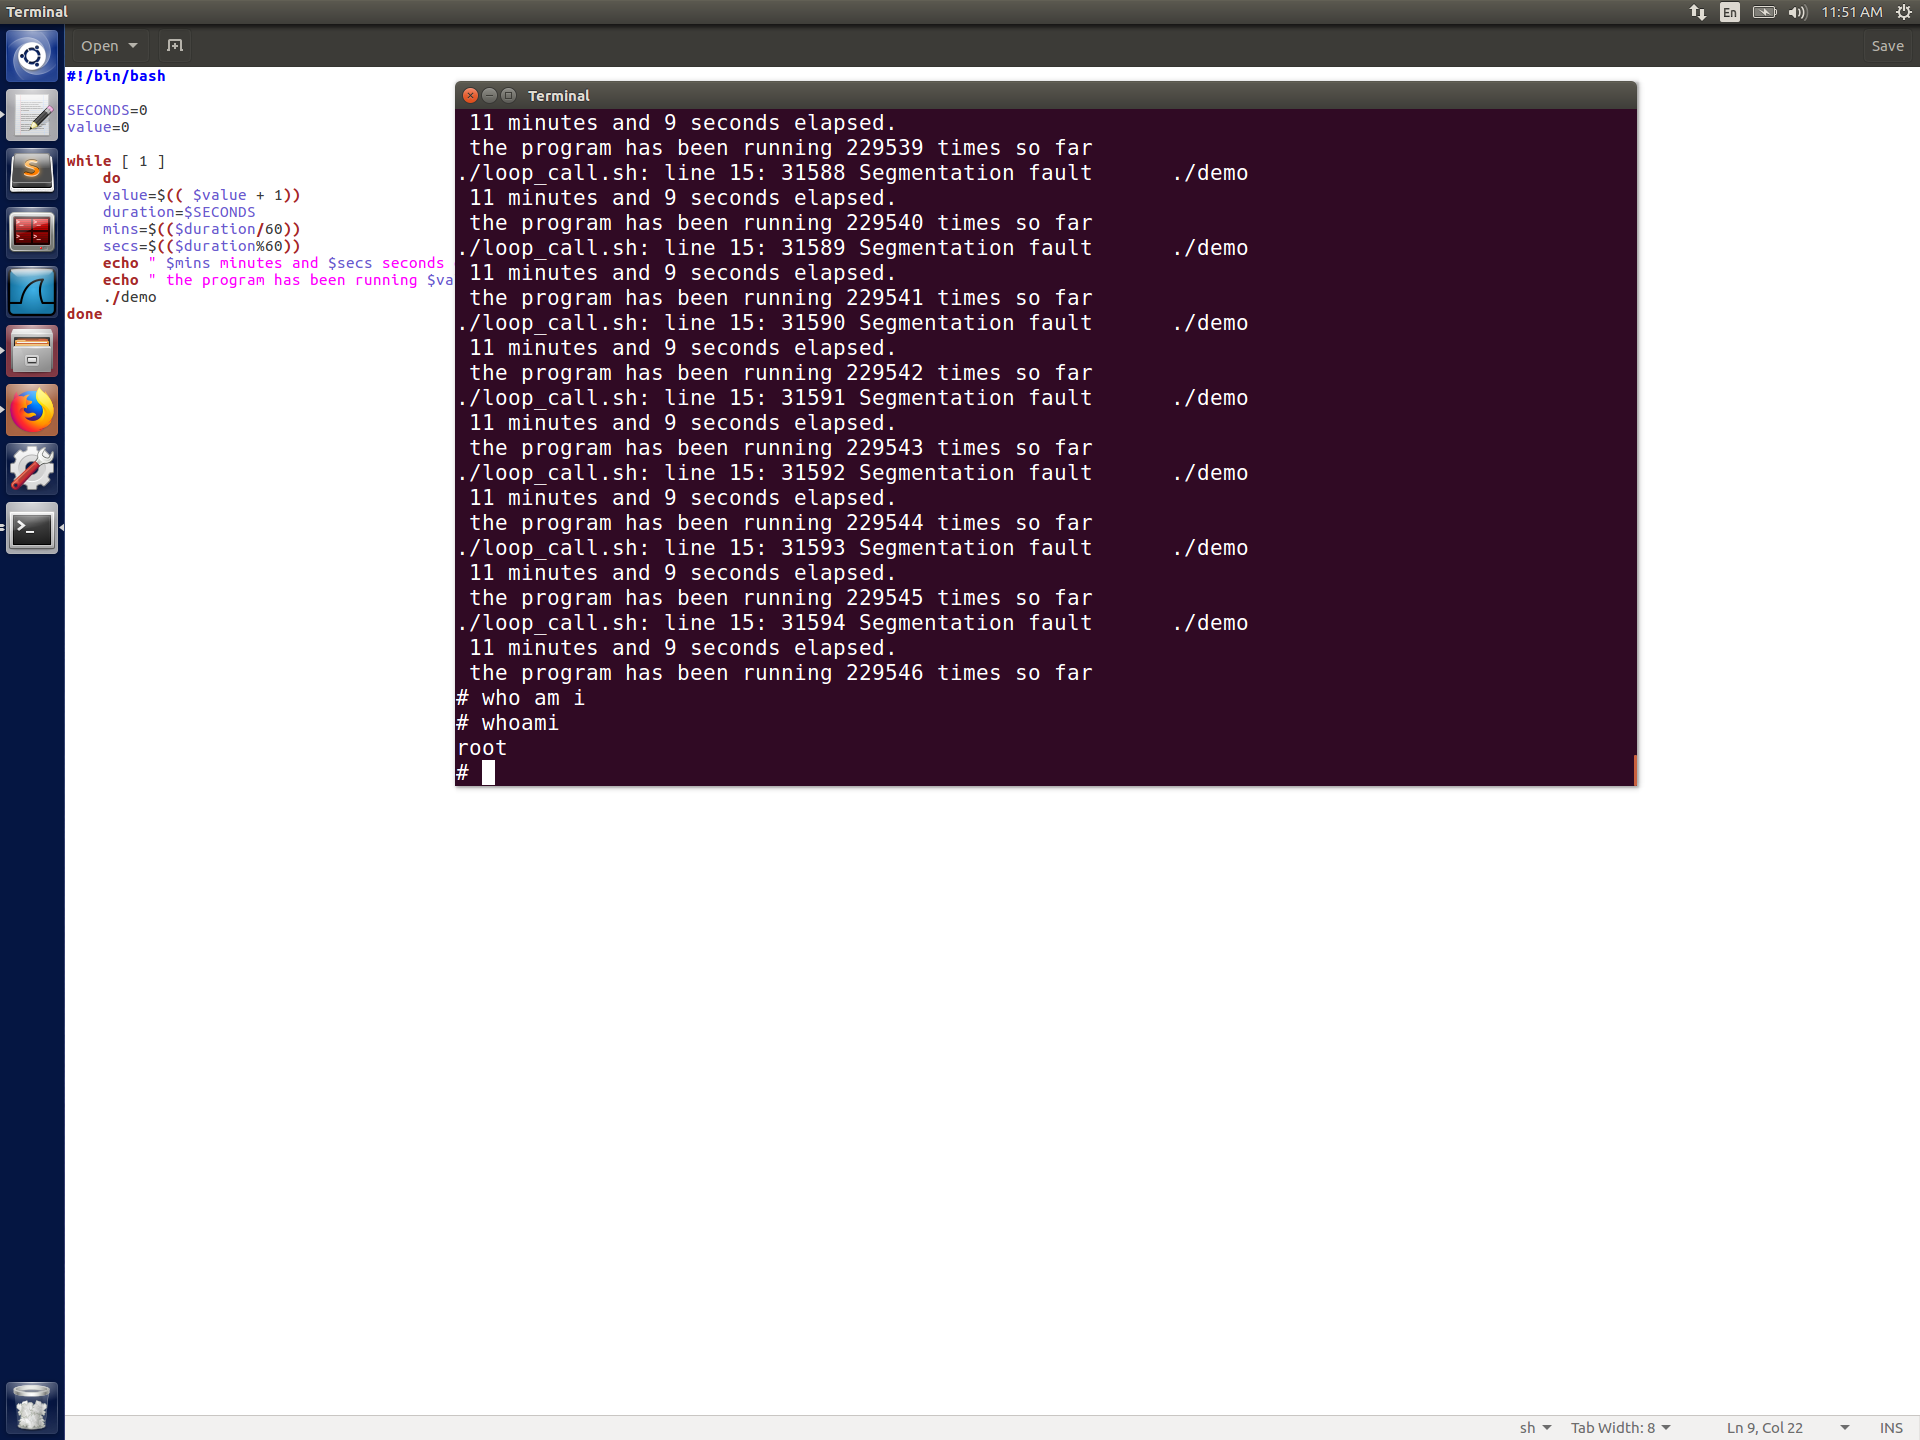 Terminal
En
11:51 AM
Open
Save
#!/bin/bash
SECONDS=0
value=0
while [ 1 ]
do
value=$(( $value + 1))
duration=$SECONDS
mins=$(($duration/60))
secs=$(($duration%60))
echo " $mins minutes and $secs seconds
echo " the program has been running $va
./demo
done
Terminal
11 minutes and 9 seconds elapsed.
the program has been running 229539 times so far
./loop_call.sh: line 15: 31588 Segmentation fault ./demo
11 minutes and 9 seconds elapsed.
the program has been running 229540 times so far
./loop_call.sh: line 15: 31589 Segmentation fault ./demo
11 minutes and 9 seconds elapsed.
the program has been running 229541 times so far
./loop_call.sh: line 15: 31590 Segmentation fault ./demo
11 minutes and 9 seconds elapsed.
the program has been running 229542 times so far
./loop_call.sh: line 15: 31591 Segmentation fault ./demo
11 minutes and 9 seconds elapsed.
the program has been running 229543 times so far
./loop_call.sh: line 15: 31592 Segmentation fault ./demo
11 minutes and 9 seconds elapsed.
the program has been running 229544 times so far
./loop_call.sh: line 15: 31593 Segmentation fault ./demo
11 minutes and 9 seconds elapsed.
the program has been running 229545 times so far
./loop_call.sh: line 15: 31594 Segmentation fault ./demo
11 minutes and 9 seconds elapsed.
the program has been running 229546 times so far
# who am i
# whoami
root
#
sh
Tab Width: 8
Ln 9, Col 22
INS